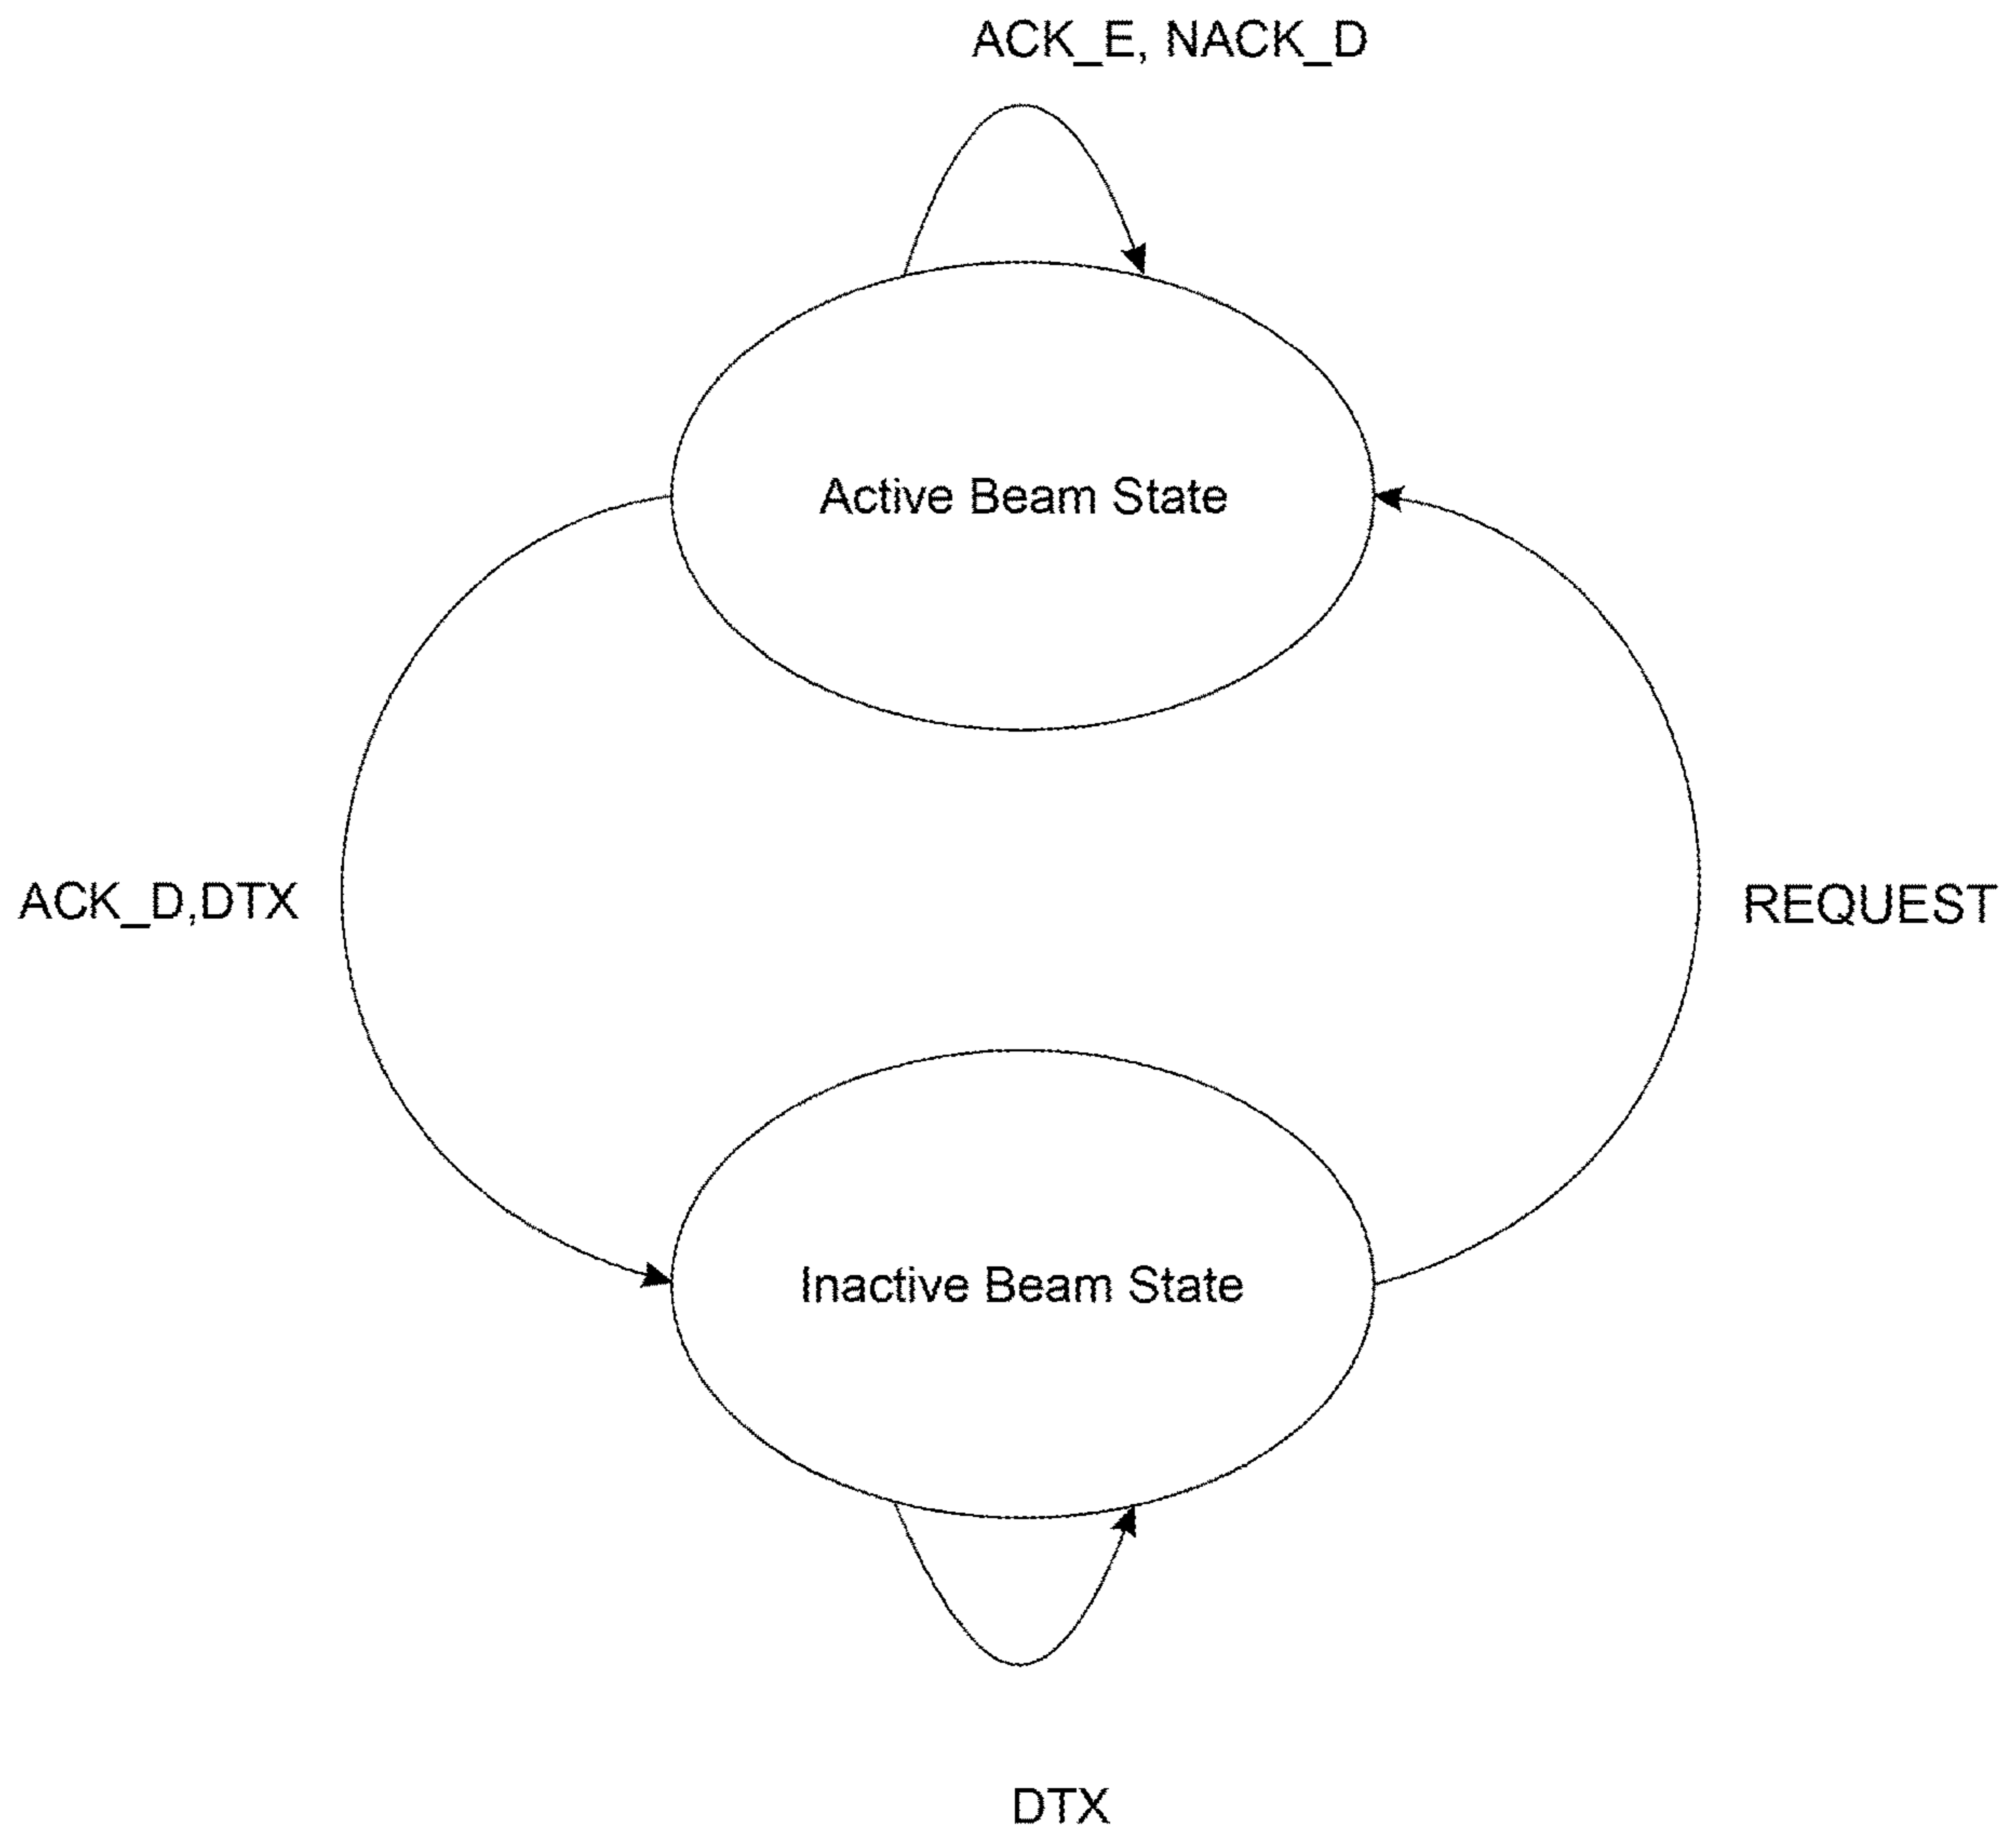 ACK_E, NACK_D
Active Beam State
ACK_D,DTX
REQUEST
Inactive Beam State
DTX